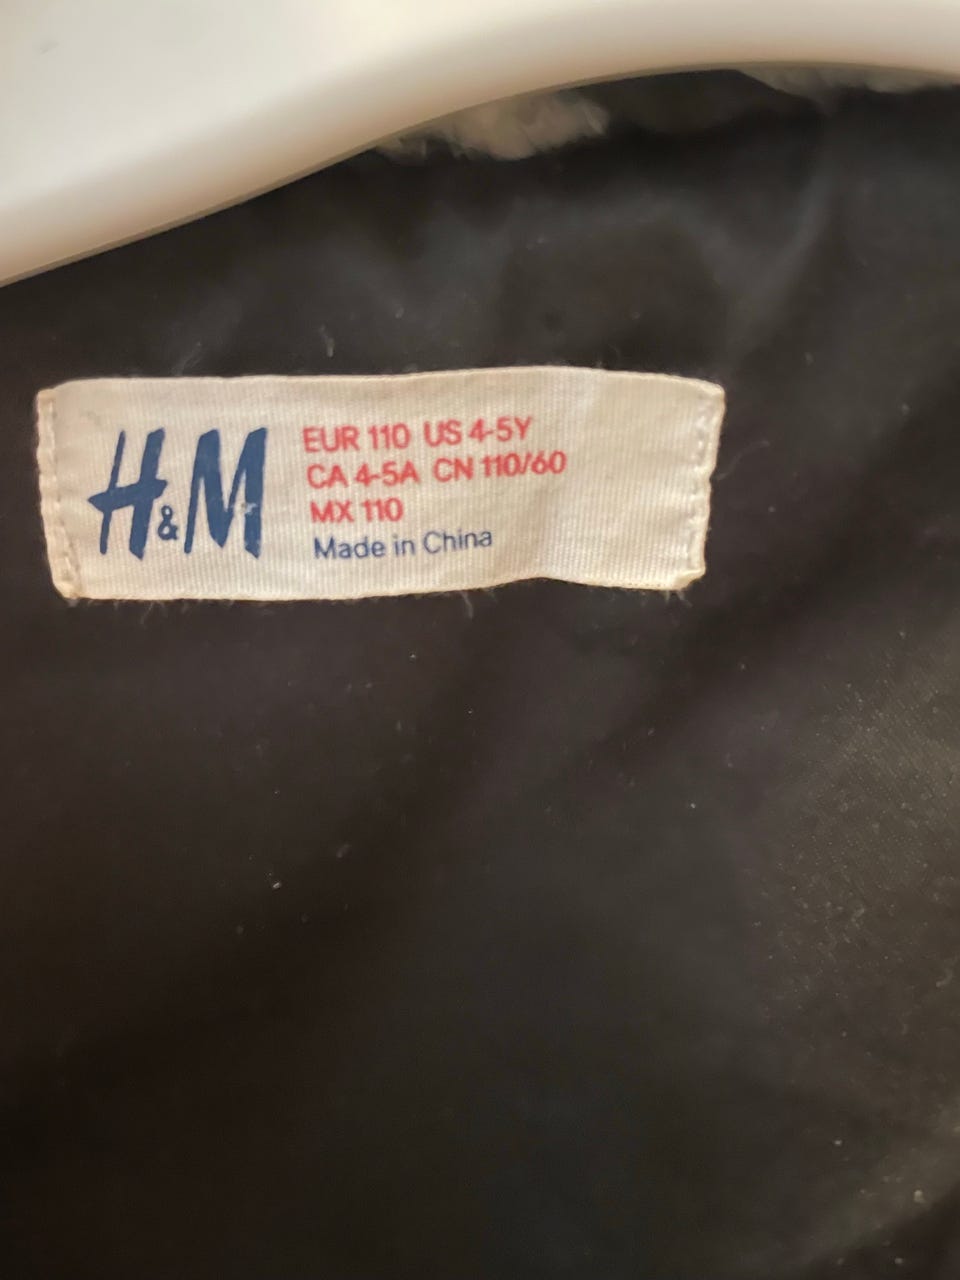 H&M
EUR 110 US 4-5Y
CA 4-5A CN 110/60
MX 110
Made in China